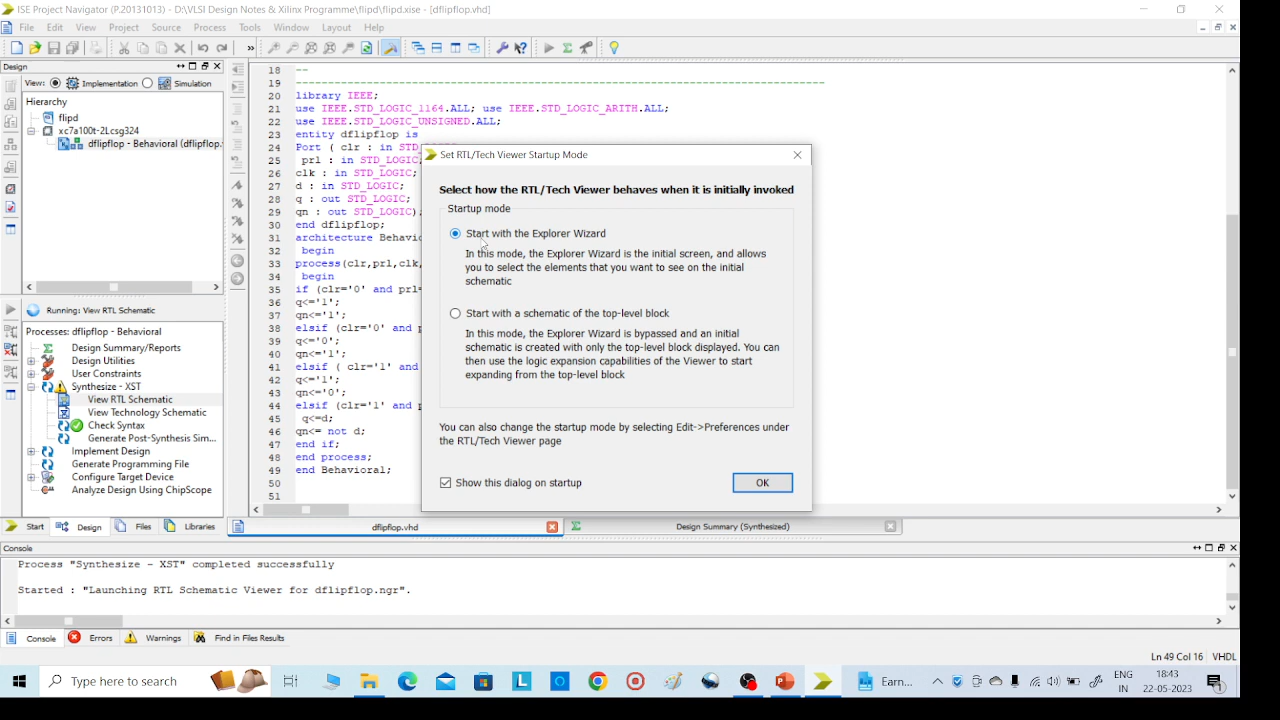 ISE Project Navigator (P.20131013) - D:\VLSI Design Notes & Xilinx Programme\flipd\flipd.xise - [dflipflop.vhd]
File Edit View Project Source Process Tools Window Layout Help
Design
View: Implementation Simulation
Hierarchy
flipd
xc7a100t-2Lcsg324
dflipflop - Behavioral (dflipflop.
Running: View RTL Schematic
Processes: dflipflop - Behavioral
Design Summary/Reports
Design Utilities
User Constraints
Synthesize - XST
View RTL Schematic
View Technology Schematic
Check Syntax
Generate Post-Synthesis Sim...
Implement Design
Generate Programming File
Configure Target Device
Analyze Design Using ChipScope
Start Design Files Libraries
18 --
19 --------------------------------------------------------------------------------
20 library IEEE;
21 use IEEE.STD_LOGIC_1164.ALL; use IEEE.STD_LOGIC_ARITH.ALL;
22 use IEEE.STD_LOGIC_UNSIGNED.ALL;
23 entity dflipflop is
24 Port ( clr : in STD_LOGIC;
25 prl : in STD_LOGIC;
26 clk : in STD_LOGIC;
27 d : in STD_LOGIC;
28 q : out STD_LOGIC;
29 qn : out STD_LOGIC);
30 end dflipflop;
31 architecture Behavio
32 begin
33 process(clr,prl,clk,
34 begin
35 if (clr='0' and prl=
36 q<='1';
37 qn<='1';
38 elsif (clr='0' and p
39 q<='0';
40 qn<='1';
41 elsif ( clr='1' and
42 q<='1';
43 qn<='0';
44 elsif (clr='1' and p
45 q<=d;
46 qn<= not d;
47 end if;
48 end process;
49 end Behavioral;
50
51
Set RTL/Tech Viewer Startup Mode
Select how the RTL/Tech Viewer behaves when it is initially invoked
Startup mode
Start with the Explorer Wizard
In this mode, the Explorer Wizard is the initial screen, and allows
you to select the elements that you want to see on the initial
schematic
Start with a schematic of the top-level block
In this mode, the Explorer Wizard is bypassed and an initial
schematic is created with only the top-level block displayed. You can
then use the logic expansion capabilities of the Viewer to start
expanding from the top-level block
You can also change the startup mode by selecting Edit->Preferences under
the RTL/Tech Viewer page
Show this dialog on startup
OK
dflipflop.vhd Design Summary (Synthesized)
Console
Process "Synthesize - XST" completed successfully
Started : "Launching RTL Schematic Viewer for dflipflop.ngr".
Console Errors Warnings Find in Files Results
Ln 49 Col 16 VHDL
Type here to search
Earn...
ENG
IN
18:43
22-05-2023
1